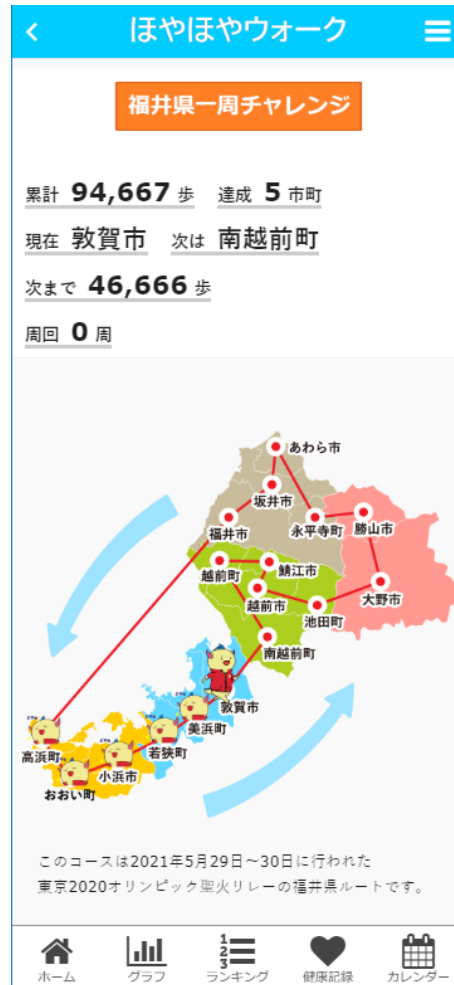 ほやほやウォーク
福井県一周チャレンジ
累計 94,667 歩 達成 5 市町
現在 敦賀市 次は 南越前町
次まで 46,666 歩
周回 0 周
あわら市
坂井市
福井市
永平寺町
勝山市
越前町
鯖江市
越前市
大野市
池田町
南越前町
敦賀市
美浜町
若狭町
高浜町
小浜市
おおい町
このコースは2021年5月29日~30日に行われた
東京2020オリンピック聖火リレーの福井県ルートです。
1
2
3
ホーム グラフ ランキング 健康記録 カレンダー